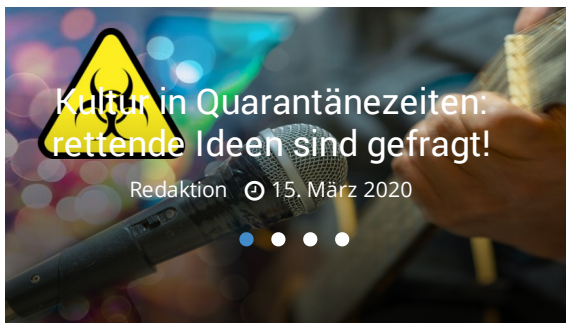 Kultur in Quarantänezeiten:
rettende Ideen sind gefragt!
Redaktion 15. März 2020